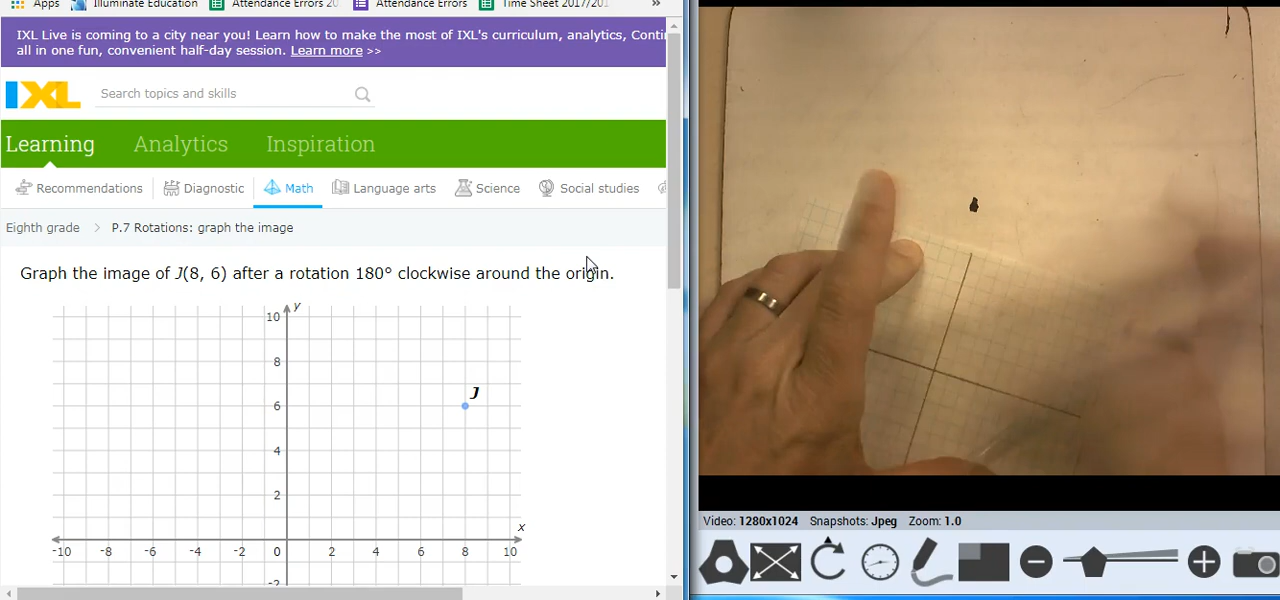 Apps Illuminate Education Attendance Errors 20 Attendance Errors Time Sheet 2017/201 »
IXL Live is coming to a city near you! Learn how to make the most of IXL's curriculum, analytics, Conti
all in one fun, convenient half-day session. Learn more >>
IXL Search topics and skills
Learning Analytics Inspiration
Recommendations Diagnostic Math Language arts Science Social studies
Eighth grade > P.7 Rotations: graph the image
Graph the image of J(8, 6) after a rotation 180° clockwise around the origin.
y
10
8
J
6
4
2
x
-10 -8 -6 -4 -2 0 2 4 6 8 10
-2
Video: 1280x1024 Snapshots: Jpeg Zoom: 1.0